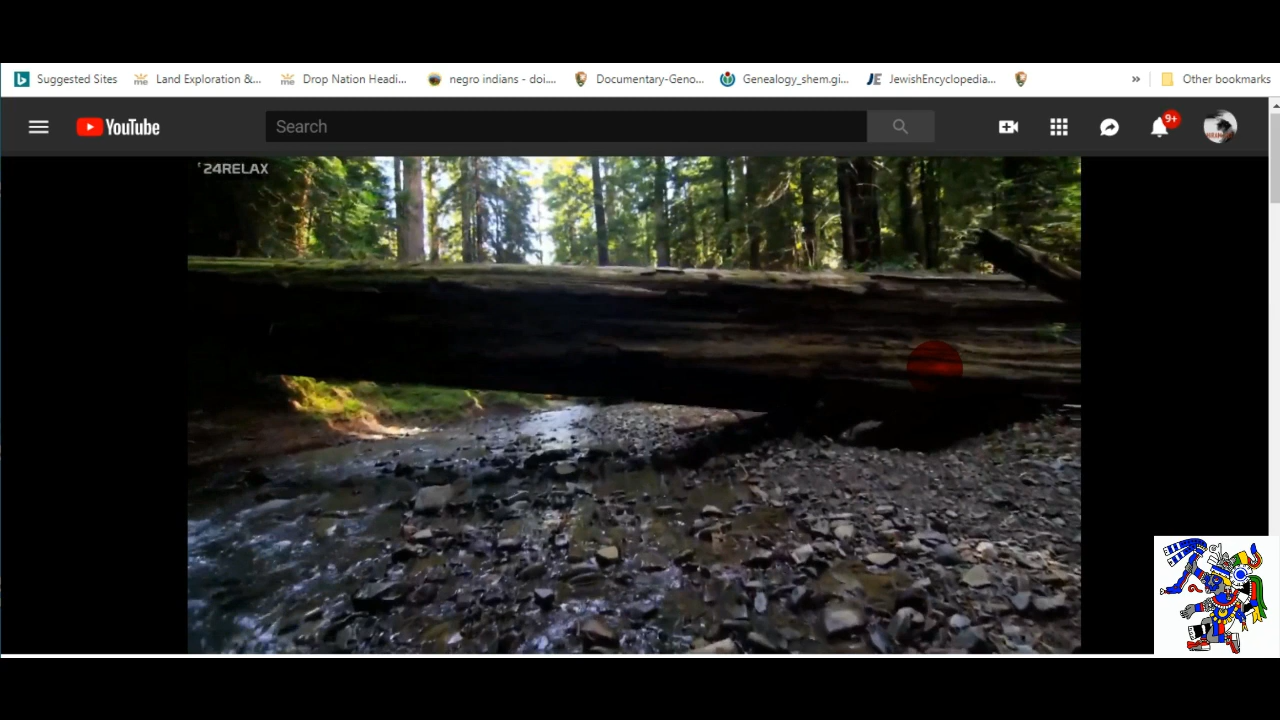 Suggested Sites Land Exploration &... Drop Nation Headi... negro indians - doi.... Documentary-Geno... Genealogy_shem.gi... JewishEncyclopedia... » Other bookmarks
YouTube Search 9+
24RELAX